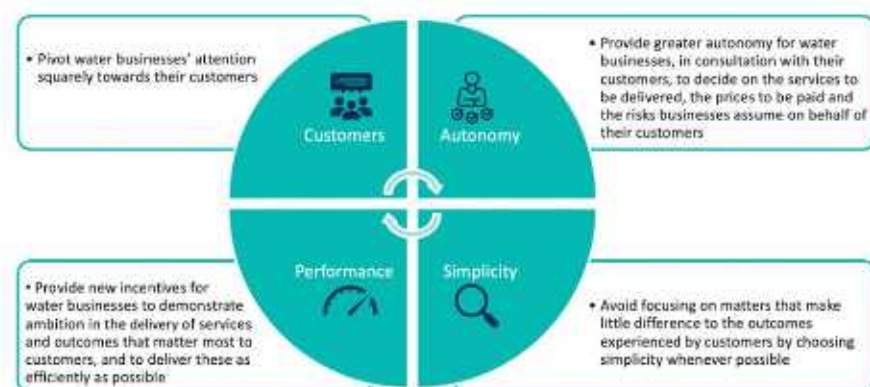 • Pivot water businesses' attention
squarely towards their customers
Customers
Autonomy
• Provide greater autonomy for water
businesses, in consultation with their
customers, to decide on the services to
be delivered, the prices to be paid and
the risks businesses assume on behalf of
their customers
• Provide new incentives for
water businesses to demonstrate
ambition in the delivery of services
and outcomes that matter most to
customers, and to deliver these as
efficiently as possible
Performance
Simplicity
• Avoid focusing on matters that make
little difference to the outcomes
experienced by customers by choosing
simplicity whenever possible